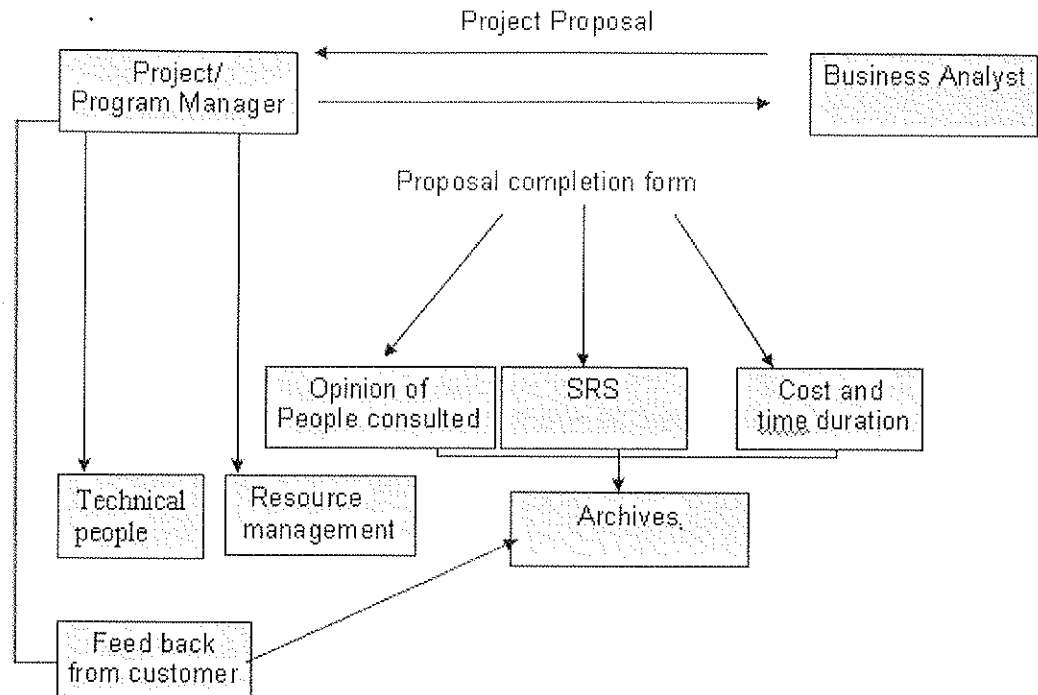 Project Proposal
Project/
Program Manager
Business Analyst
Proposal completion form
Opinion of
People consulted
SRS
Cost and
time duration
Technical
people
Resource
management
Archives.
Feed back
from customer